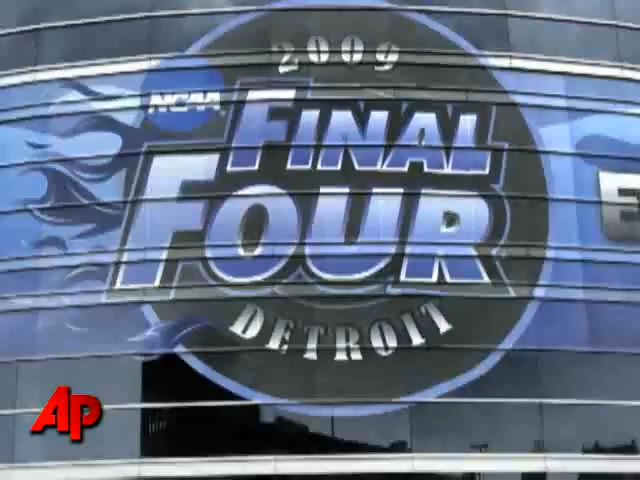 2009
NCAA
FINAL
FOUR
DETROIT
E
AP